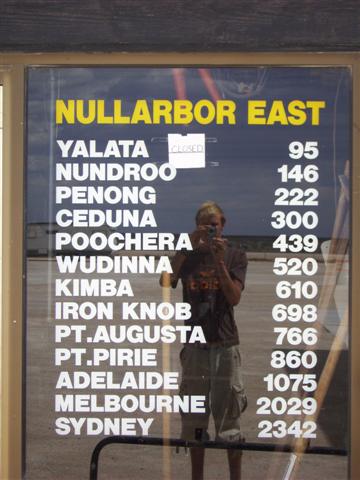 NULLARBOR EAST
YALATA CLOSED 95
NUNDROO 146
PENONG 222
CEDUNA 300
POOCHERA 439
WUDINNA 520
KIMBA 610
IRON KNOB 698
PT.AUGUSTA 766
PT.PIRIE 860
ADELAIDE 1075
MELBOURNE 2029
SYDNEY 2342